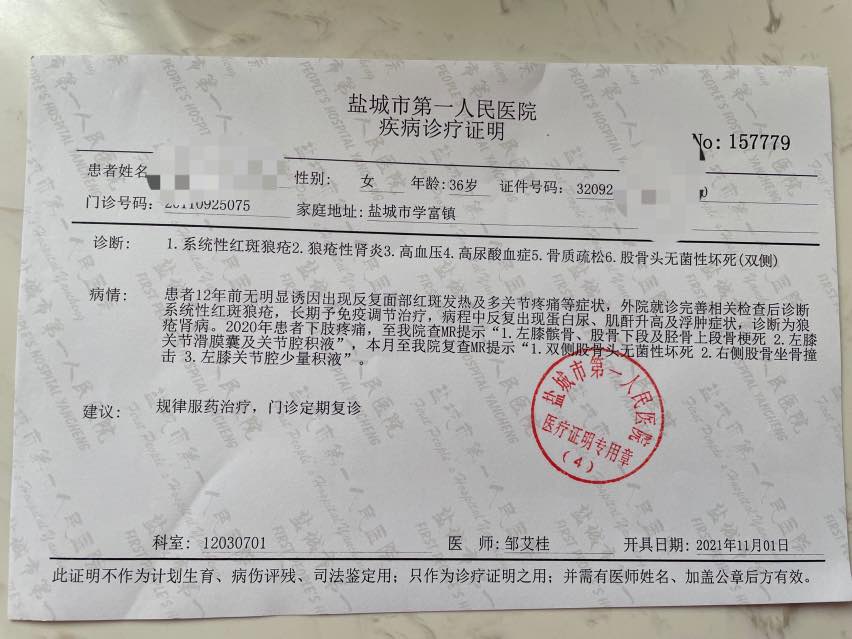 盐城市第一人民医院
疾病诊疗证明
No: 157779
患者姓名
性别: 女 年龄:36岁 证件号码: 32092
门诊号码: 20110925075 家庭地址:盐城市学富镇
诊断: 1.系统性红斑狼疮2.狼疮性肾炎3.高血压4.高尿酸血症5.骨质疏松6.股骨头无菌性坏死(双侧)
病情: 患者12年前无明显诱因出现反复面部红斑发热及多关节疼痛等症状，外院就诊完善相关检查后诊断
系统性红斑狼疮，长期予免疫调节治疗，病程中反复出现蛋白尿、肌酐升高及浮肿症状，诊断为狼
疮肾病。2020年患者下肢疼痛，至我院查MR提示“1.左膝髌骨、股骨下段及胫骨上段骨梗死 2.左膝
关节滑膜囊及关节腔积液”，本月至我院复查MR提示“1.双侧股骨头无菌性坏死 2.右侧股骨坐骨撞
击 3.左膝关节腔少量积液”。
建议: 规律服药治疗，门诊定期复诊
盐城市第一人民医院
医疗证明专用章
(4)
科室: 12030701 医 师:邹艾桂 开具日期: 2021年11月01日
此证明不作为计划生育、病伤评残、司法鉴定用；只作为诊疗证明之用；并需有医师姓名、加盖公章后方有效。